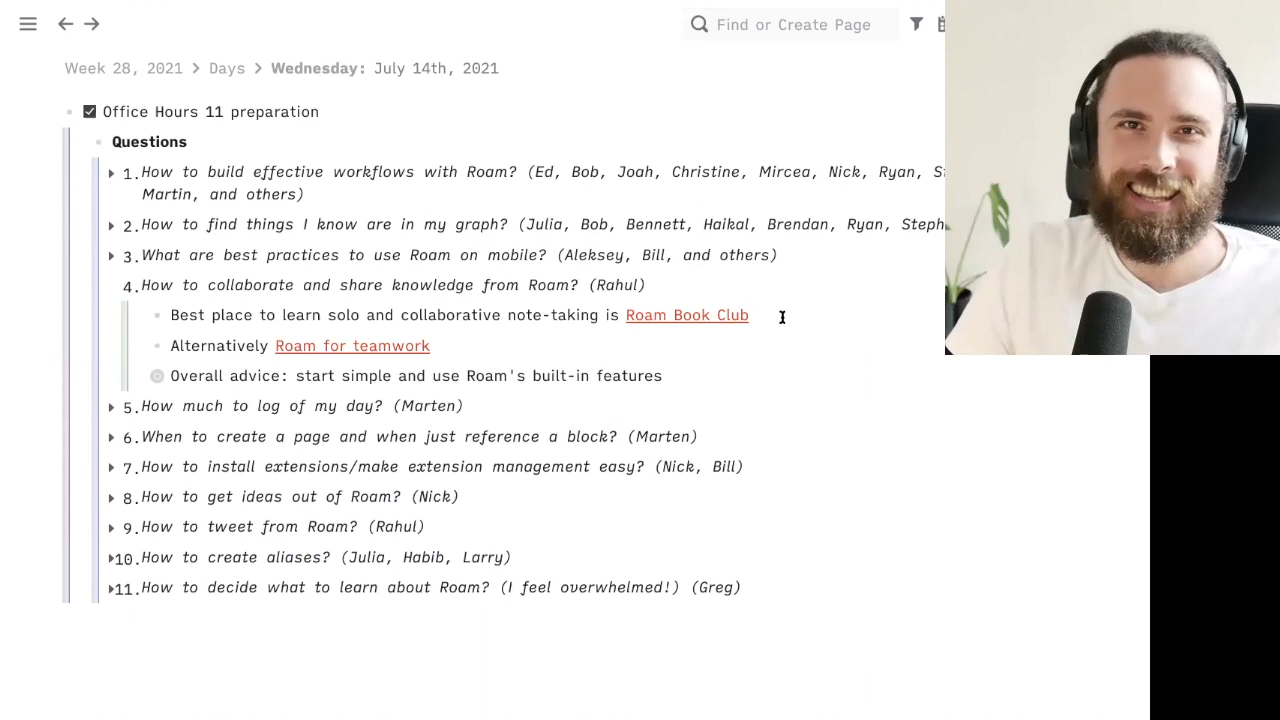 Find or Create Page
Week 28, 2021 > Days > Wednesday: July 14th, 2021
Office Hours 11 preparation
Questions
1. How to build effective workflows with Roam? (Ed, Bob, Joah, Christine, Mircea, Nick, Ryan,
Martin, and others)
2. How to find things I know are in my graph? (Julia, Bob, Bennett, Haikal, Brendan, Ryan, Steph
3. What are best practices to use Roam on mobile? (Aleksey, Bill, and others)
4. How to collaborate and share knowledge from Roam? (Rahul)
Best place to learn solo and collaborative note-taking is Roam Book Club
Alternatively Roam for teamwork
Overall advice: start simple and use Roam's built-in features
5. How much to log of my day? (Marten)
6. When to create a page and when just reference a block? (Marten)
7. How to install extensions/make extension management easy? (Nick, Bill)
8. How to get ideas out of Roam? (Nick)
9. How to tweet from Roam? (Rahul)
10. How to create aliases? (Julia, Habib, Larry)
11. How to decide what to learn about Roam? (I feel overwhelmed!) (Greg)